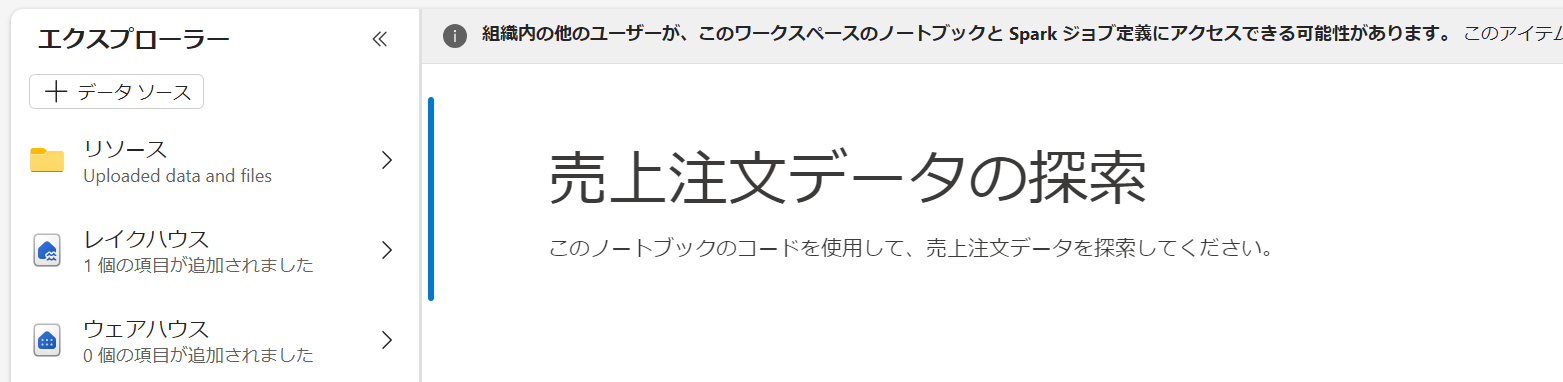 エクスプローラー
データ ソース
リソース
Uploaded data and files
レイクハウス
1 個の項目が追加されました
ウェアハウス
0 個の項目が追加されました
組織内の他のユーザーが、このワークスペースのノートブックと Spark ジョブ定義にアクセスできる可能性があります。 このアイテム
売上注文データの探索
このノートブックのコードを使用して、売上注文データを探索してください。